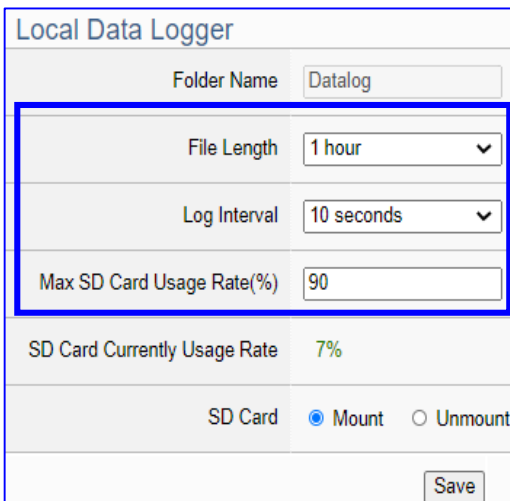 Local Data Logger
Folder Name Datalog
File Length 1 hour
Log Interval 10 seconds
Max SD Card Usage Rate(%) 90
SD Card Currently Usage Rate 7%
SD Card Mount Unmount
Save